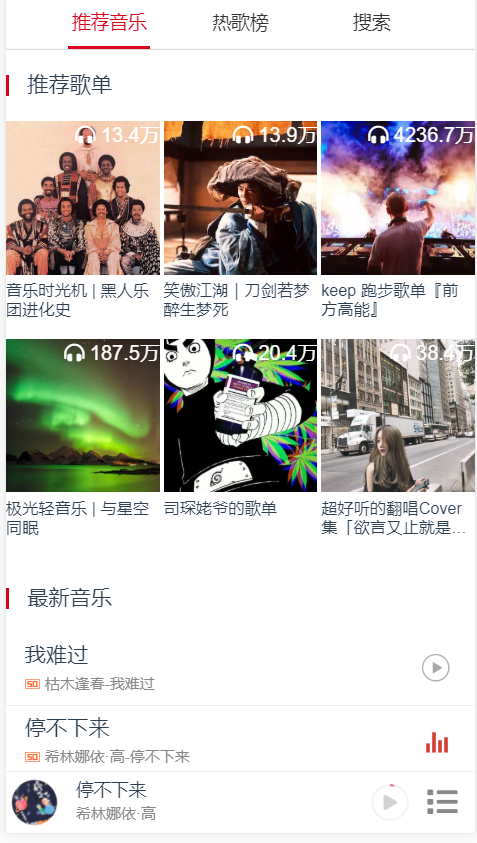 推荐音乐 热歌榜 搜索
推荐歌单
13.4万 13.9万 4236.7万
音乐时光机 | 黑人乐
团进化史
笑傲江湖｜刀剑若梦
醉生梦死
keep 跑步歌单『前
方高能』
187.5万 20.4万 38.4万
极光轻音乐 | 与星空
同眠
司琛姥爷的歌单
超好听的翻唱Cover
集「欲言又止就是…
最新音乐
我难过
SQ 枯木逢春-我难过
停不下来
SQ 希林娜依·高-停不下来
停不下来
希林娜依·高